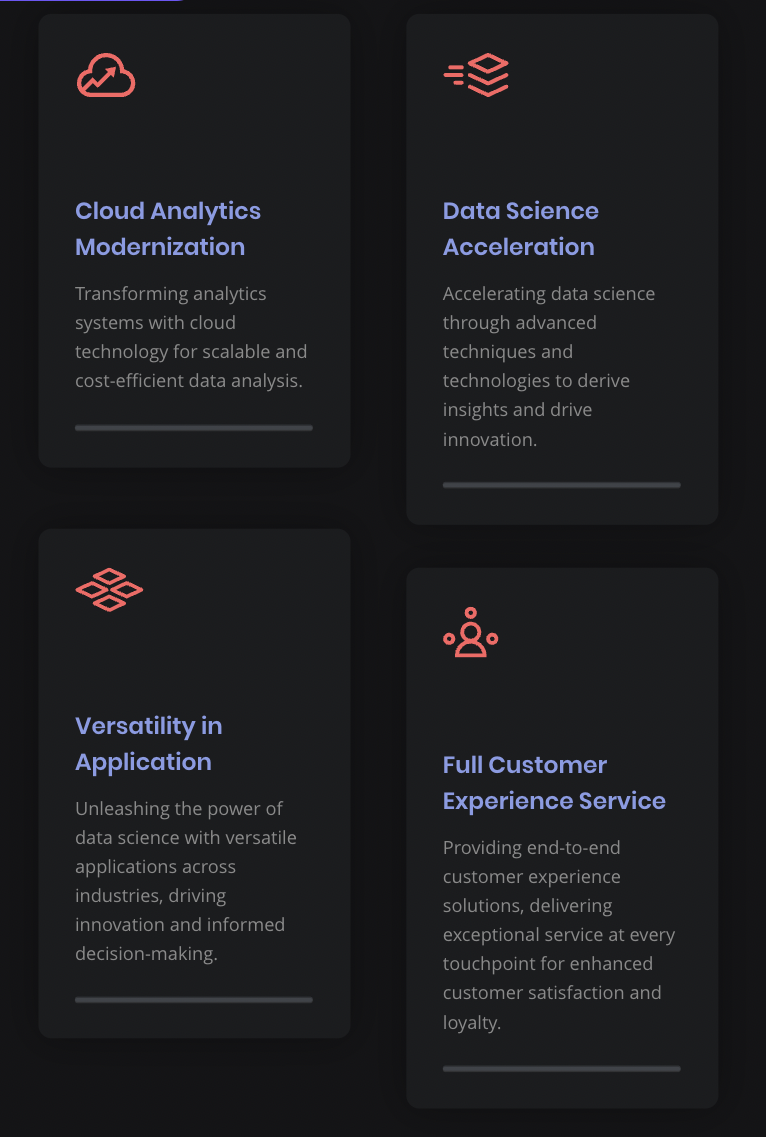 Cloud Analytics
Modernization
Transforming analytics
systems with cloud
technology for scalable and
cost-efficient data analysis.
Data Science
Acceleration
Accelerating data science
through advanced
techniques and
technologies to derive
insights and drive
innovation.
Versatility in
Application
Unleashing the power of
data science with versatile
applications across
industries, driving
innovation and informed
decision-making.
Full Customer
Experience Service
Providing end-to-end
customer experience
solutions, delivering
exceptional service at every
touchpoint for enhanced
customer satisfaction and
loyalty.